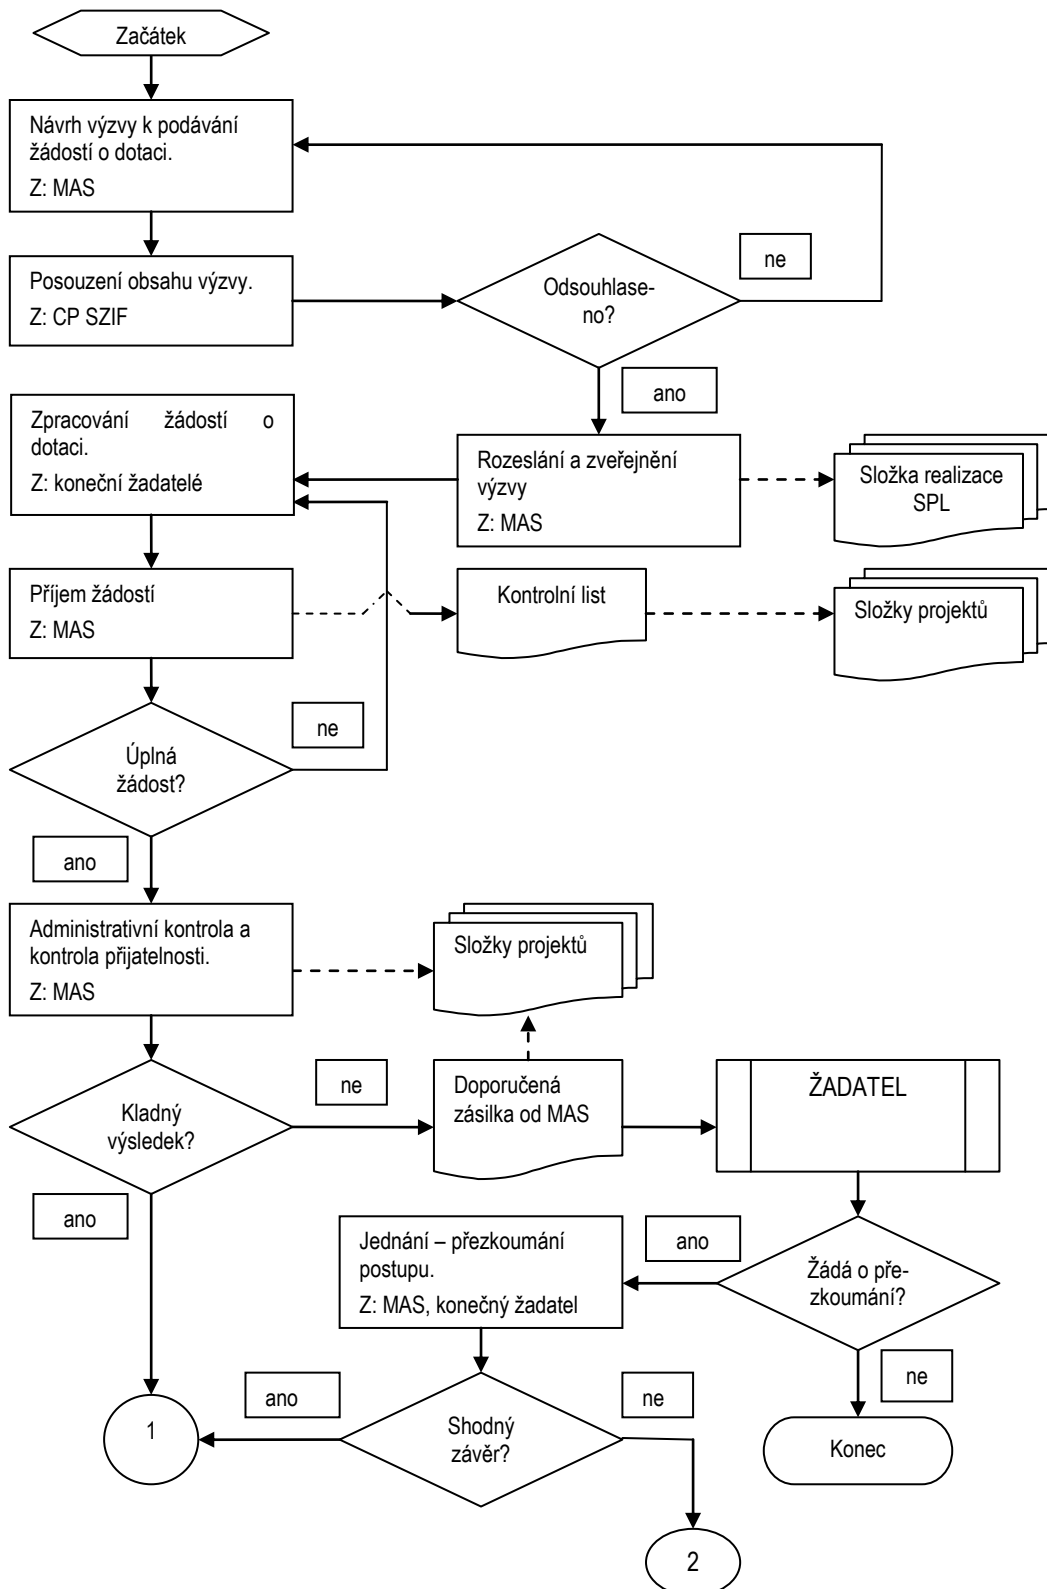 Začátek
Návrh výzvy k podávání
žádostí o dotaci.
Z: MAS
Posouzení obsahu výzvy.
Z: CP SZIF
Odsouhlase-
no?
ne
ano
Zpracování žádostí o
dotaci.
Z: koneční žadatelé
Rozeslání a zveřejnění
výzvy
Z: MAS
Složka realizace
SPL
Příjem žádostí
Z: MAS
Kontrolní list
Složky projektů
Úplná
žádost?
ne
ano
Administrativní kontrola a
kontrola přijatelnosti.
Z: MAS
Složky projektů
Kladný
výsledek?
ne
ano
Doporučená
zásilka od MAS
ŽADATEL
Jednání – přezkoumání
postupu.
Z: MAS, konečný žadatel
ano
Žádá o pře-
zkoumání?
ne
ano
Shodný
závěr?
ne
1
Konec
2